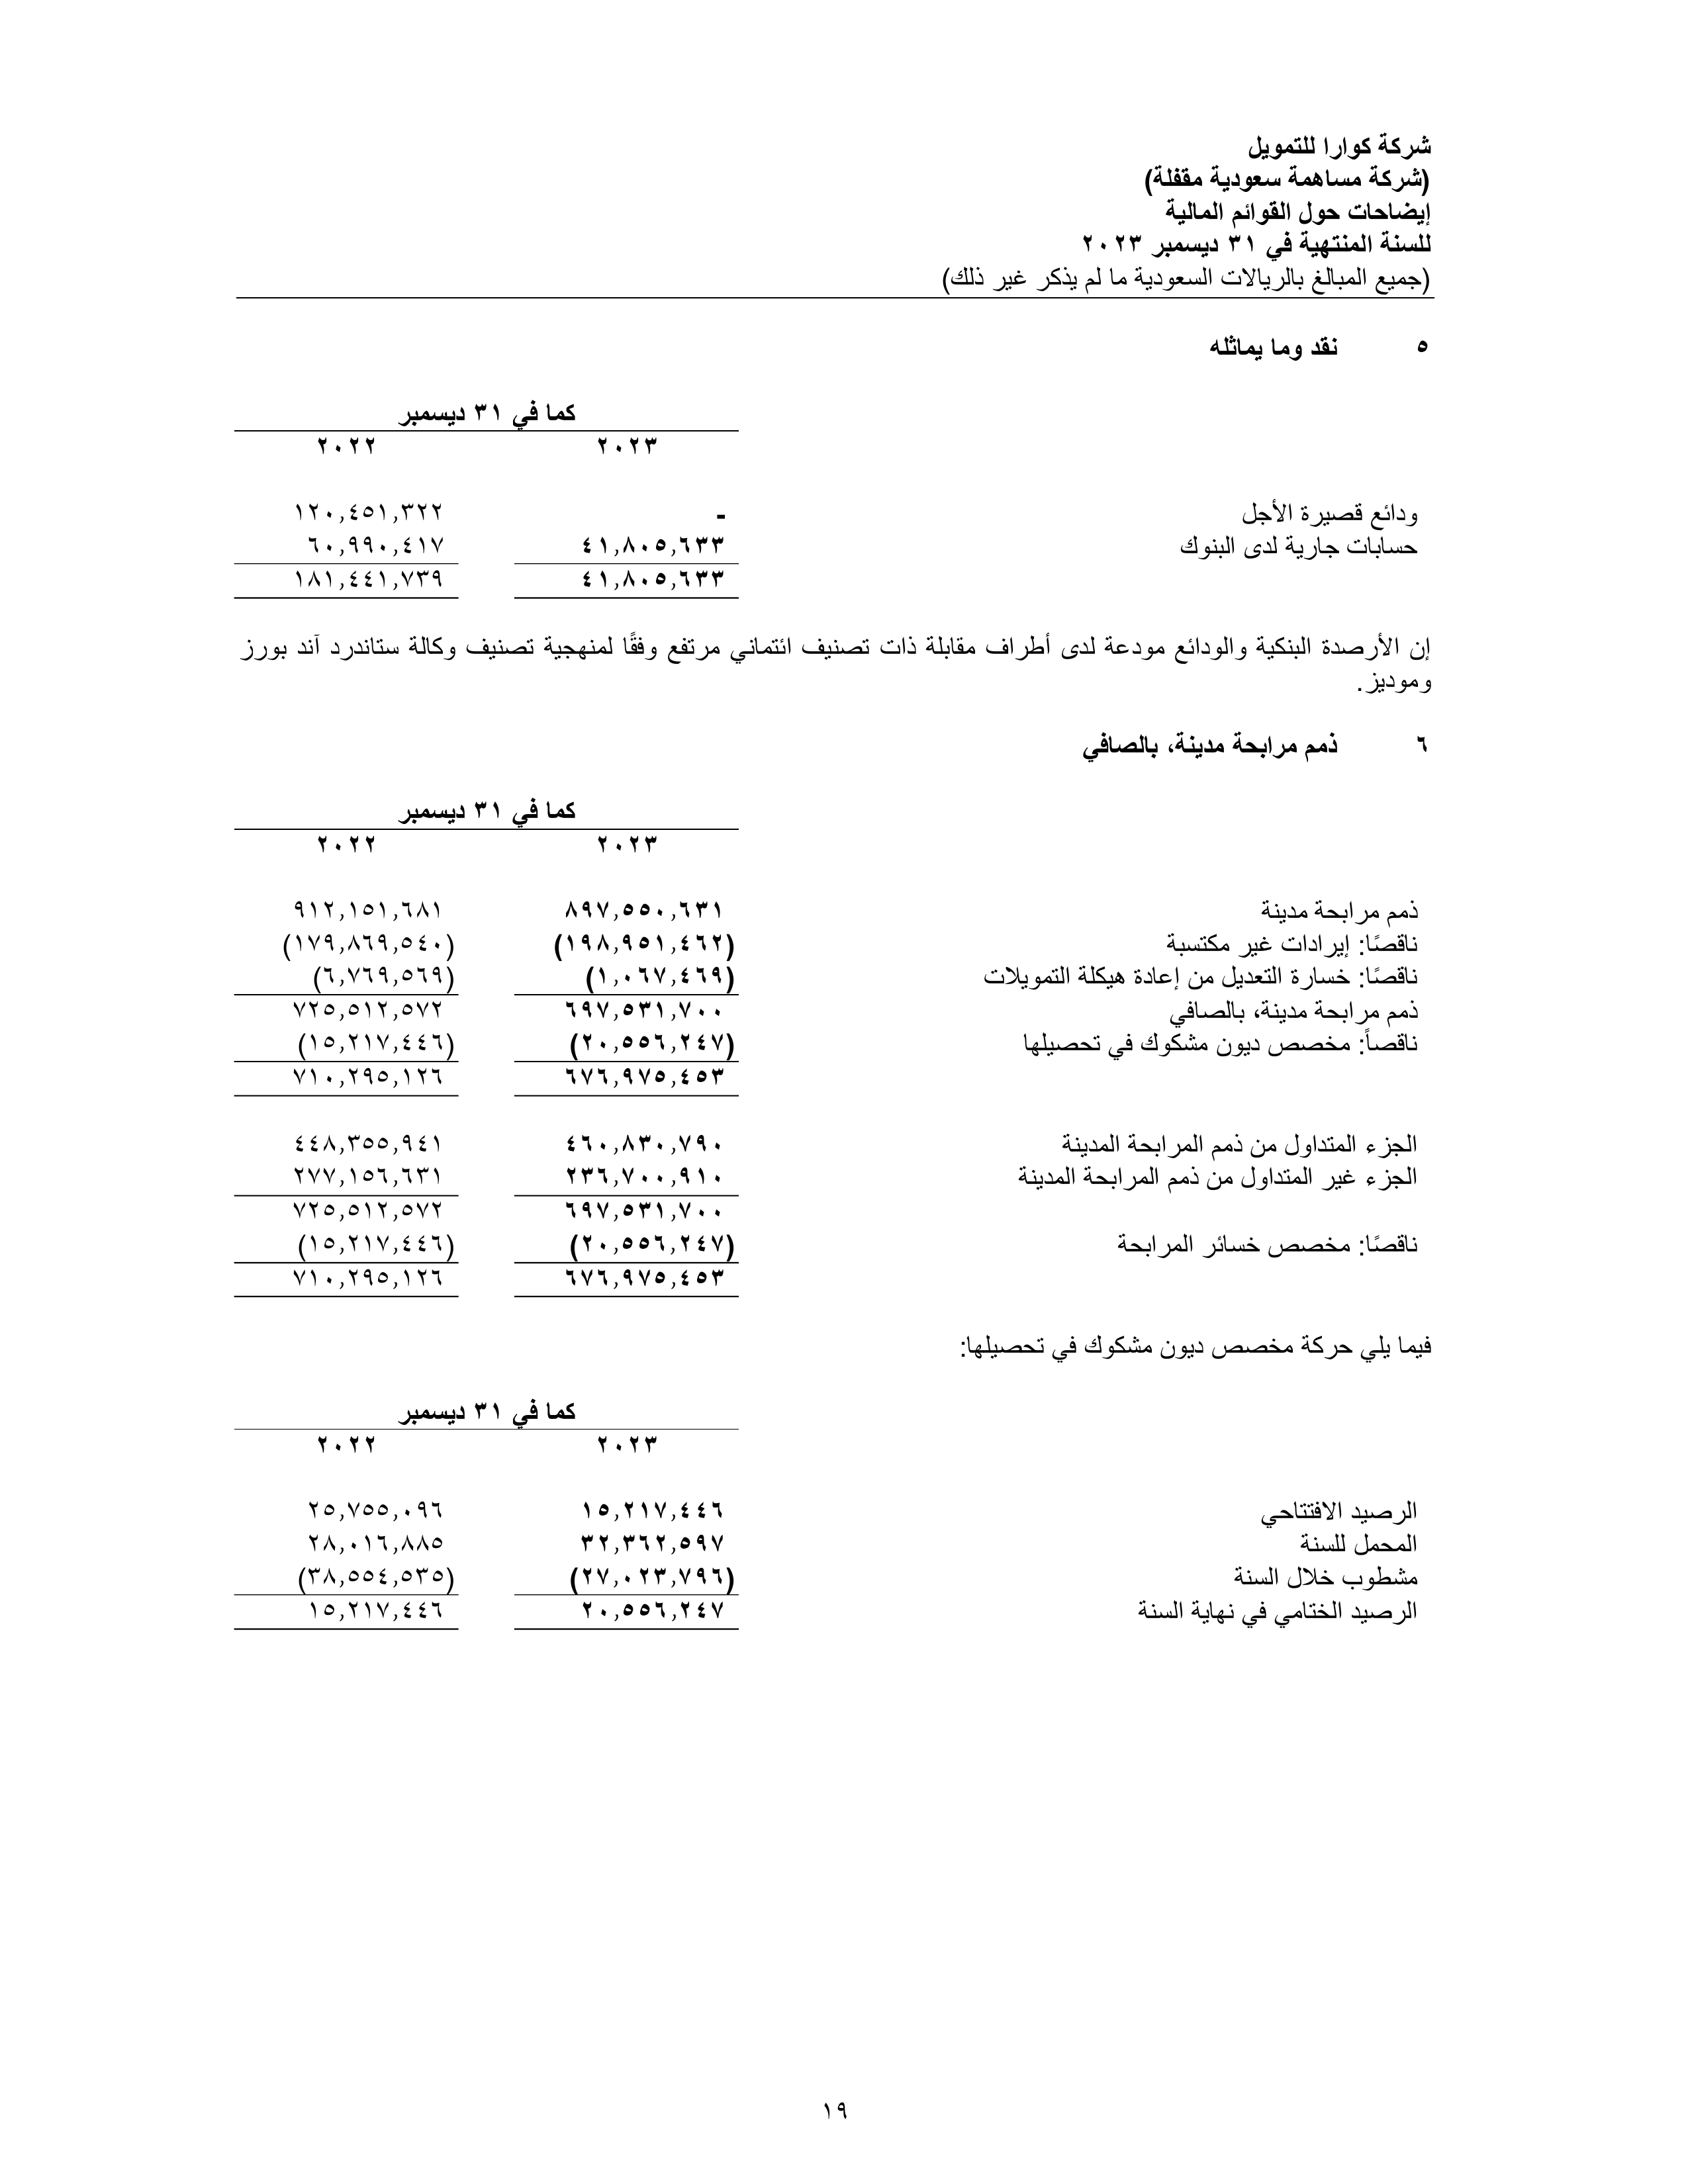 شركة كوارا للتمويل
(شركة مساهمة سعودية مقفلة)
إيضاحات حول القوائم المالية
للسنة المنتهية في ٣١ ديسمبر ٢٠٢٣
(جميع المبالغ بالريالات السعودية ما لم يذكر غير ذلك)
٥ نقد وما يماثله
كما في ٣١ ديسمبر
٢٠٢٣ ٢٠٢٢
ودائع قصيرة الأجل - ١٢٠,٤٥١,٣٢٢
حسابات جارية لدى البنوك ٤١,٨٠٥,٦٣٣ ٦٠,٩٩٠,٤١٧
٤١,٨٠٥,٦٣٣ ١٨١,٤٤١,٧٣٩
إن الأرصدة البنكية والودائع مودعة لدى أطراف مقابلة ذات تصنيف ائتماني مرتفع وفقًا لمنهجية تصنيف وكالة ستاندرد آند بورز
وموديز.
٦ ذمم مرابحة مدينة، بالصافي
كما في ٣١ ديسمبر
٢٠٢٣ ٢٠٢٢
ذمم مرابحة مدينة ٨٩٧,٥٥٠,٦٣١ ٩١٢,١٥١,٦٨١
ناقصًا: إيرادات غير مكتسبة (١٩٨,٩٥١,٤٦٢) (١٧٩,٨٦٩,٥٤٠)
ناقصًا: خسارة التعديل من إعادة هيكلة التمويلات (١,٠٦٧,٤٦٩) (٦,٧٦٩,٥٦٩)
ذمم مرابحة مدينة، بالصافي ٦٩٧,٥٣١,٧٠٠ ٧٢٥,٥١٢,٥٧٢
ناقصاً: مخصص ديون مشكوك في تحصيلها (٢٠,٥٥٦,٢٤٧) (١٥,٢١٧,٤٤٦)
٦٧٦,٩٧٥,٤٥٣ ٧١٠,٢٩٥,١٢٦
الجزء المتداول من ذمم المرابحة المدينة ٤٦٠,٨٣٠,٧٩٠ ٤٤٨,٣٥٥,٩٤١
الجزء غير المتداول من ذمم المرابحة المدينة ٢٣٦,٧٠٠,٩١٠ ٢٧٧,١٥٦,٦٣١
٦٩٧,٥٣١,٧٠٠ ٧٢٥,٥١٢,٥٧٢
ناقصًا: مخصص خسائر المرابحة (٢٠,٥٥٦,٢٤٧) (١٥,٢١٧,٤٤٦)
٦٧٦,٩٧٥,٤٥٣ ٧١٠,٢٩٥,١٢٦
فيما يلي حركة مخصص ديون مشكوك في تحصيلها:
كما في ٣١ ديسمبر
٢٠٢٣ ٢٠٢٢
الرصيد الافتتاحي ١٥,٢١٧,٤٤٦ ٢٥,٧٥٥,٠٩٦
المحمل للسنة ٣٢,٣٦٢,٥٩٧ ٢٨,٠١٦,٨٨٥
مشطوب خلال السنة (٢٧,٠٢٣,٧٩٦) (٣٨,٥٥٤,٥٣٥)
الرصيد الختامي في نهاية السنة ٢٠,٥٥٦,٢٤٧ ١٥,٢١٧,٤٤٦
١٩